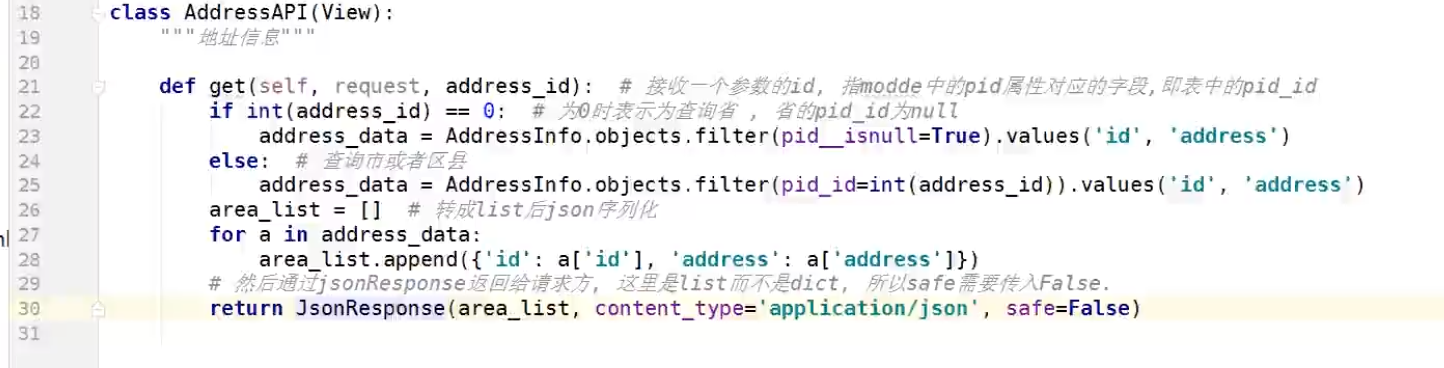 18 class AddressAPI(View):
19 """地址信息"""
20
21 def get(self, request, address_id):  # 接收一个参数的id, 指modde中的pid属性对应的字段,即表中的pid_id
22 if int(address_id) == 0:  # 为0时表示为查询省 , 省的pid_id为null
23 address_data = AddressInfo.objects.filter(pid__isnull=True).values('id', 'address')
24 else:  # 查询市或者区县
25 address_data = AddressInfo.objects.filter(pid_id=int(address_id)).values('id', 'address')
26 area_list = []  # 转成list后json序列化
27 for a in address_data:
28 area_list.append({'id': a['id'], 'address': a['address']})
29 # 然后通过jsonResponse返回给请求方, 这里是list而不是dict, 所以safe需要传入False.
30 return JsonResponse(area_list, content_type='application/json', safe=False)
31